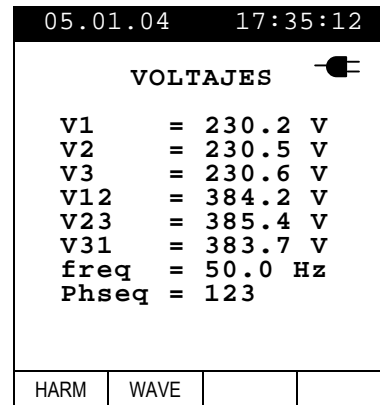 05.01.04 17:35:12
VOLTAJES
V1 = 230.2 V
V2 = 230.5 V
V3 = 230.6 V
V12 = 384.2 V
V23 = 385.4 V
V31 = 383.7 V
freq = 50.0 Hz
Phseq = 123
HARM WAVE